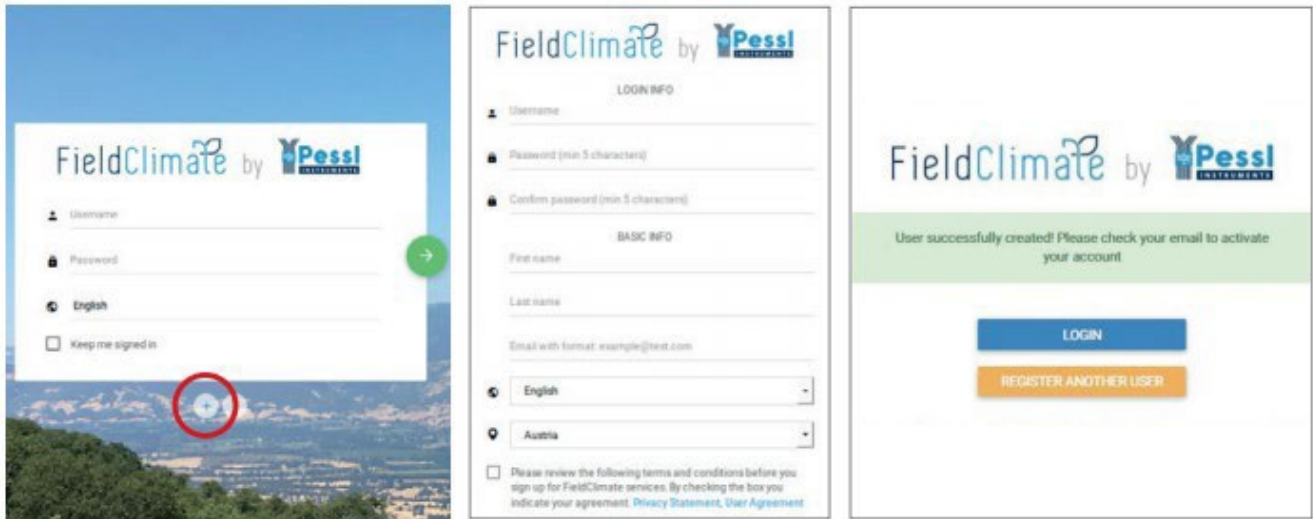 FieldClimate by Pessl
INSTRUMENTS
Username
Password
English
Keep me signed in
FieldClimate by Pessl
INSTRUMENTS
LOGIN INFO
Username
Password (min 5 characters)
Confirm password (min 5 characters)
BASIC INFO
First name
Last name
Email with format: example@test.com
English
Austria
Please review the following terms and conditions before you
sign up for FieldClimate services. By checking the box you
indicate your agreement. Privacy Statement, User Agreement
FieldClimate by Pessl
INSTRUMENTS
User successfully created! Please check your email to activate
your account
LOGIN
REGISTER ANOTHER USER